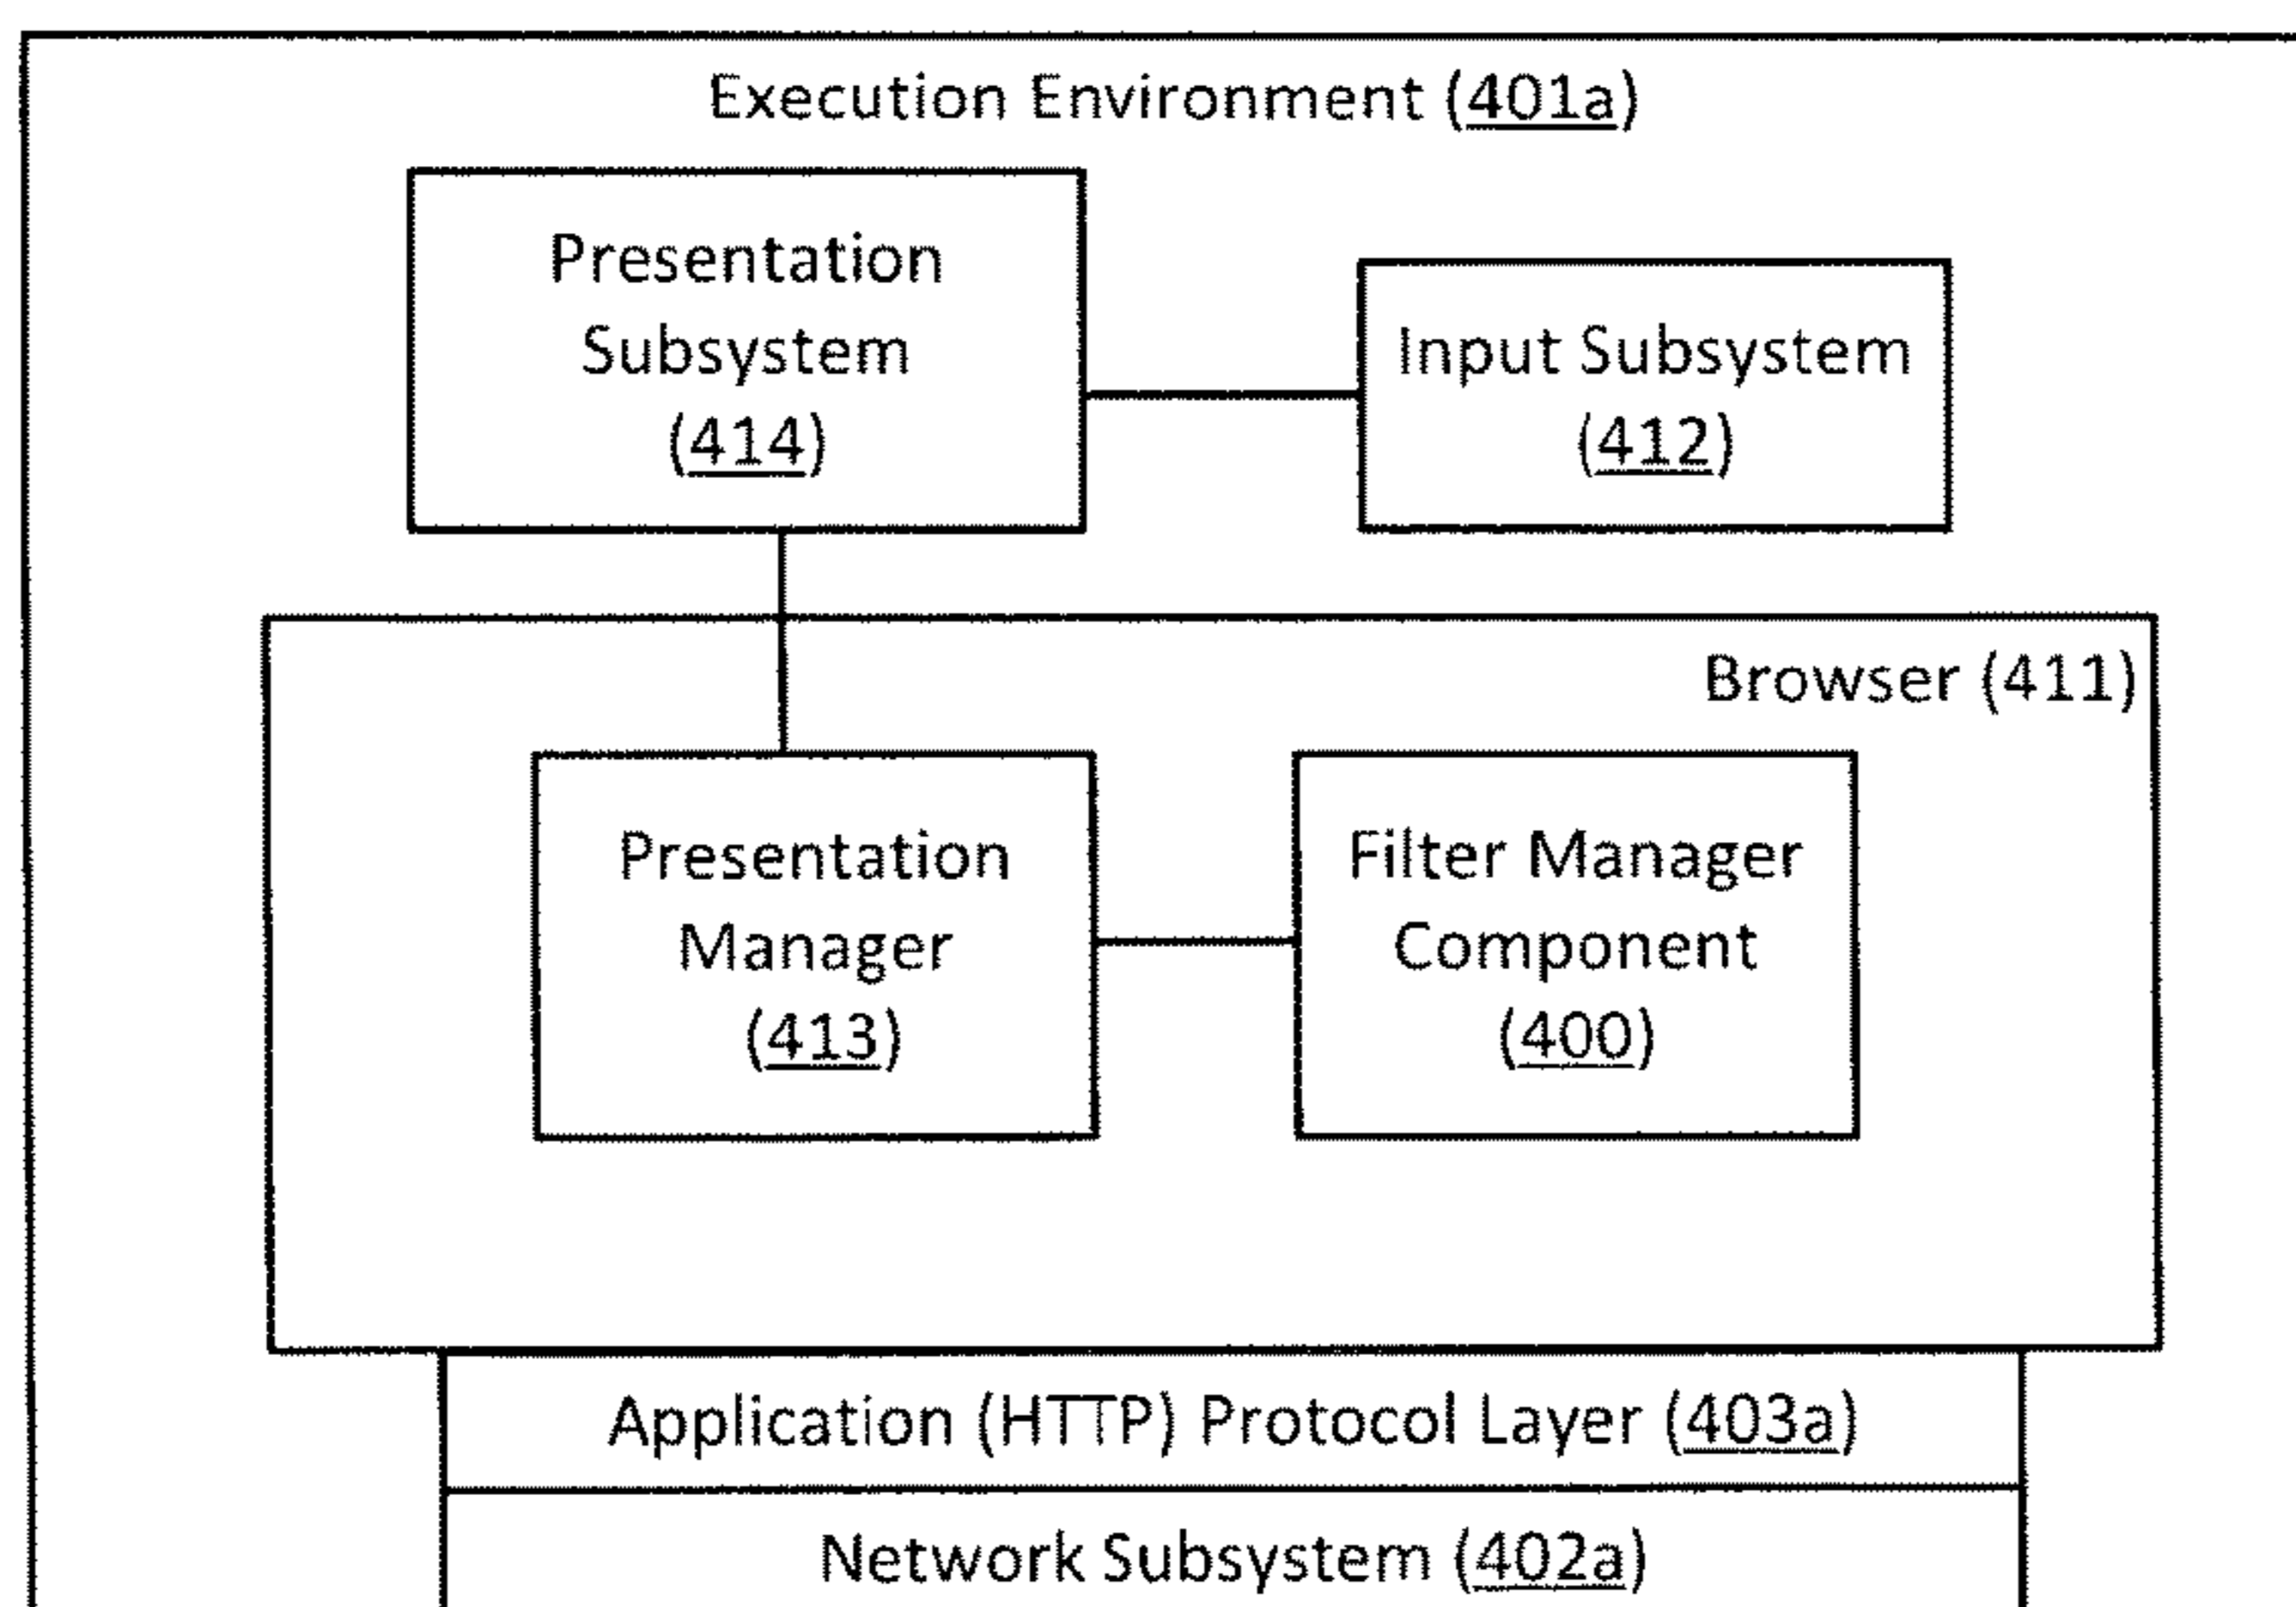 Execution Environment (401a)
Presentation
Subsystem
(414)
Input Subsystem
(412)
Browser (411)
Presentation
Manager
(413)
Filter Manager
Component
(400)
Application (HTTP) Protocol Layer (403a)
Network Subsystem (402a)